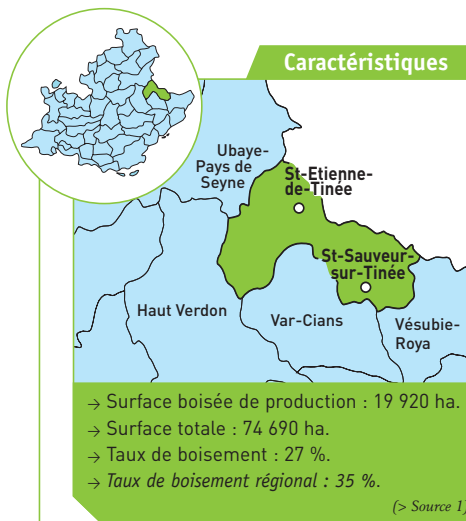 Caractéristiques
Ubaye-
Pays de
Seyne
St-Etienne-
de-Tinée
St-Sauveur-
sur-Tinée
Haut Verdon
Var-Cians
Vésubie-
Roya
→ Surface boisée de production : 19 920 ha.
→ Surface totale : 74 690 ha.
→ Taux de boisement : 27 %.
→ Taux de boisement régional : 35 %.
(> Source 1)